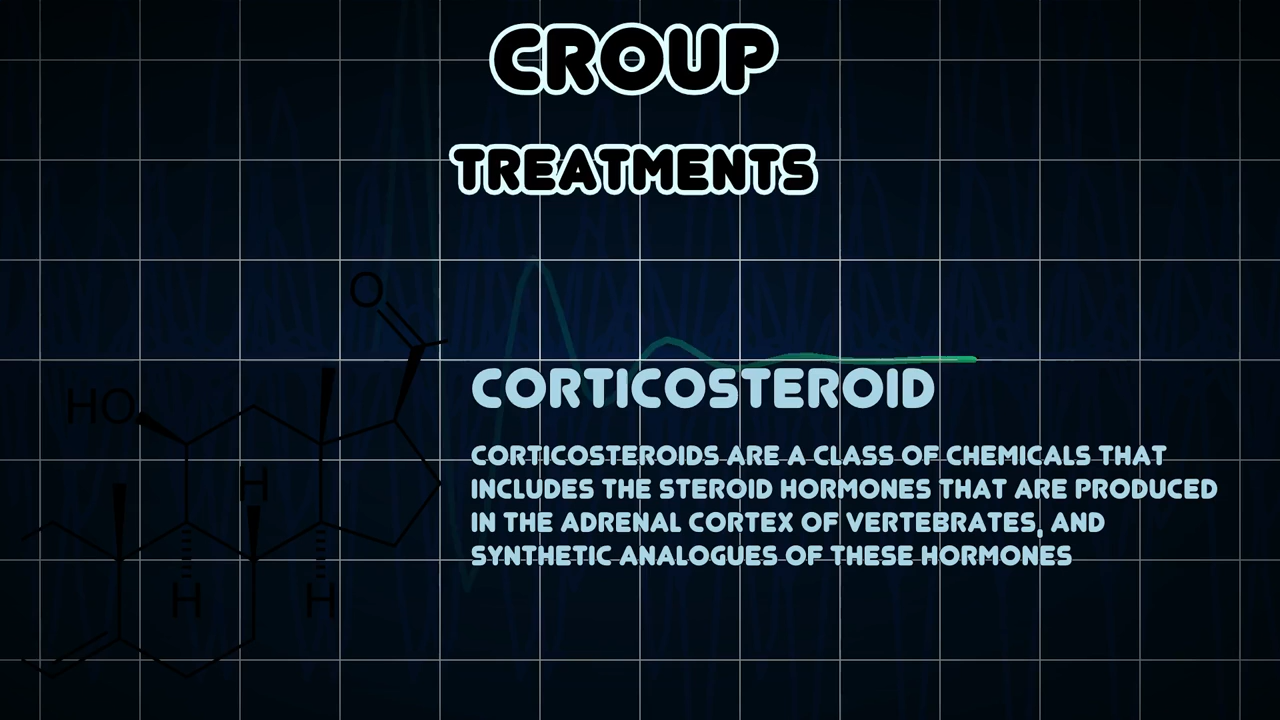 CROUP
TREATMENTS
O
HO
H
H
H
CORTICOSTEROID
CORTICOSTEROIDS ARE A CLASS OF CHEMICALS THAT
INCLUDES THE STEROID HORMONES THAT ARE PRODUCED
IN THE ADRENAL CORTEX OF VERTEBRATES, AND
SYNTHETIC ANALOGUES OF THESE HORMONES